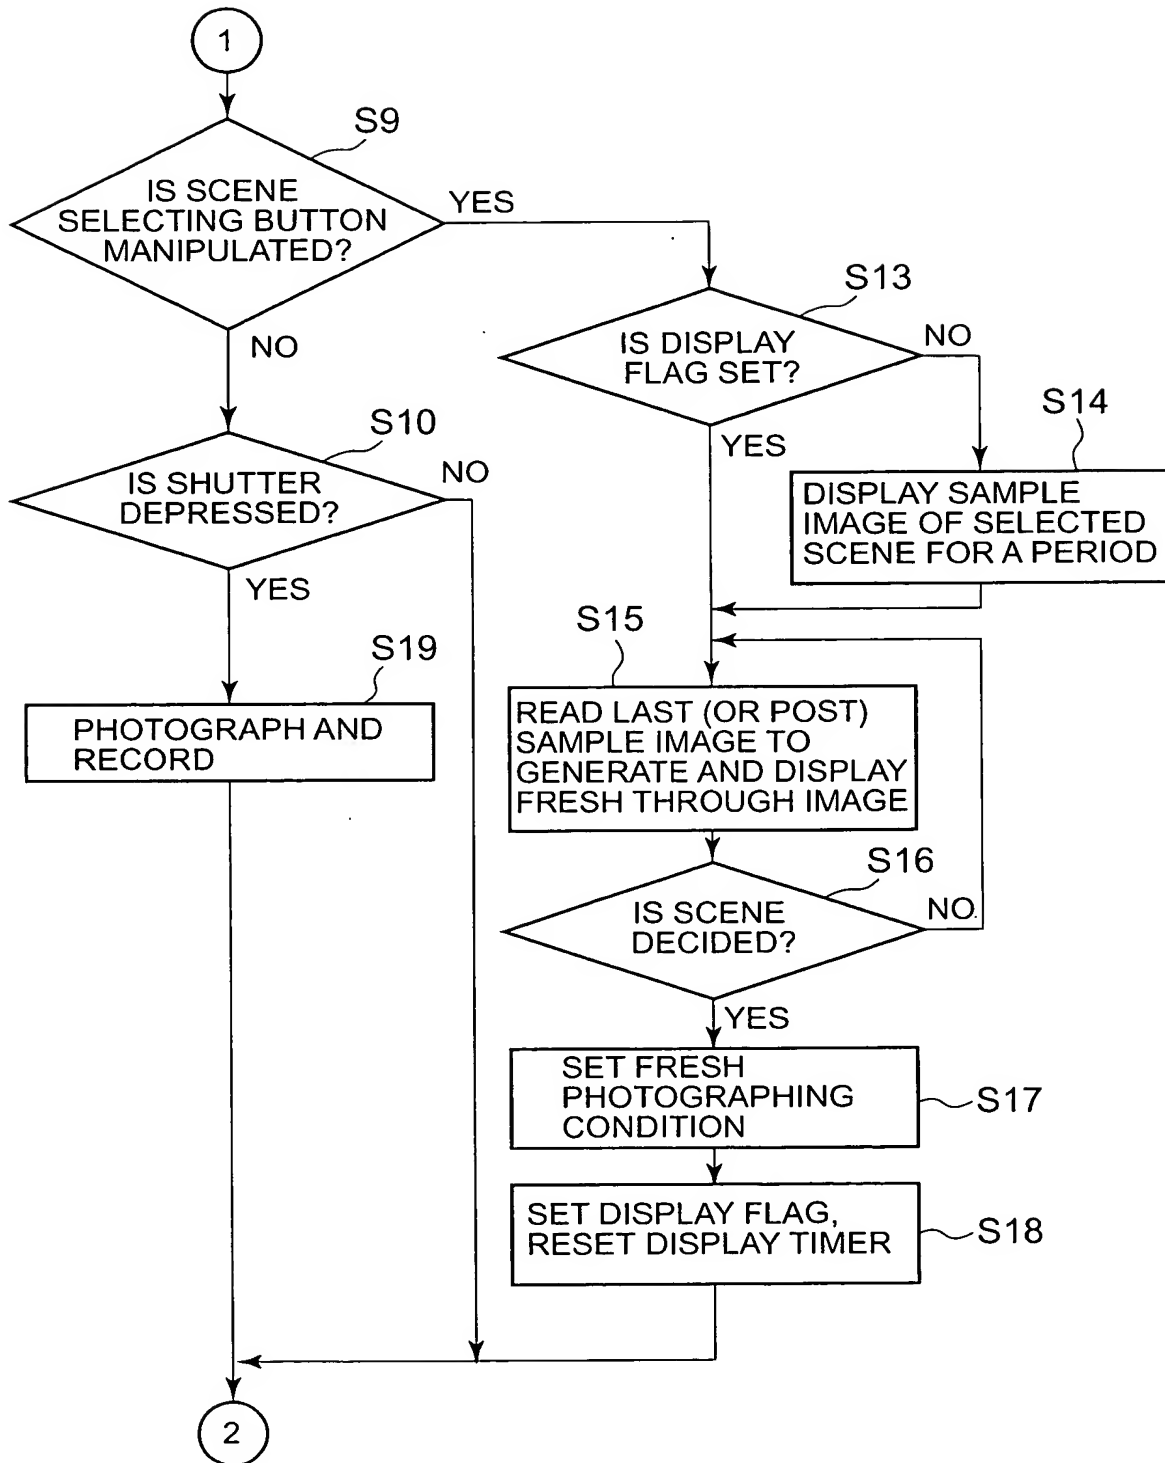 1
S9
IS SCENE
SELECTING BUTTON
MANIPULATED?
YES
NO
S13
IS DISPLAY
FLAG SET?
NO
YES
S14
DISPLAY SAMPLE
IMAGE OF SELECTED
SCENE FOR A PERIOD
S10
IS SHUTTER
DEPRESSED?
NO
YES
S19
PHOTOGRAPH AND
RECORD
S15
READ LAST (OR POST)
SAMPLE IMAGE TO
GENERATE AND DISPLAY
FRESH THROUGH IMAGE
S16
IS SCENE
DECIDED?
NO
YES
SET FRESH
PHOTOGRAPHING
CONDITION
S17
SET DISPLAY FLAG,
RESET DISPLAY TIMER
S18
2